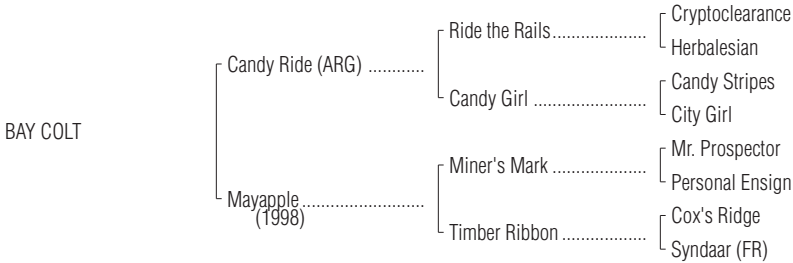 Cryptoclearance
Ride the Rails....................
Herbalesian
Candy Ride (ARG) ............
Candy Stripes
Candy Girl ........................
City Girl
BAY COLT
Mr. Prospector
Miner's Mark ....................
Personal Ensign
Mayapple..........................
(1998)
Cox's Ridge
Timber Ribbon ..................
Syndaar (FR)